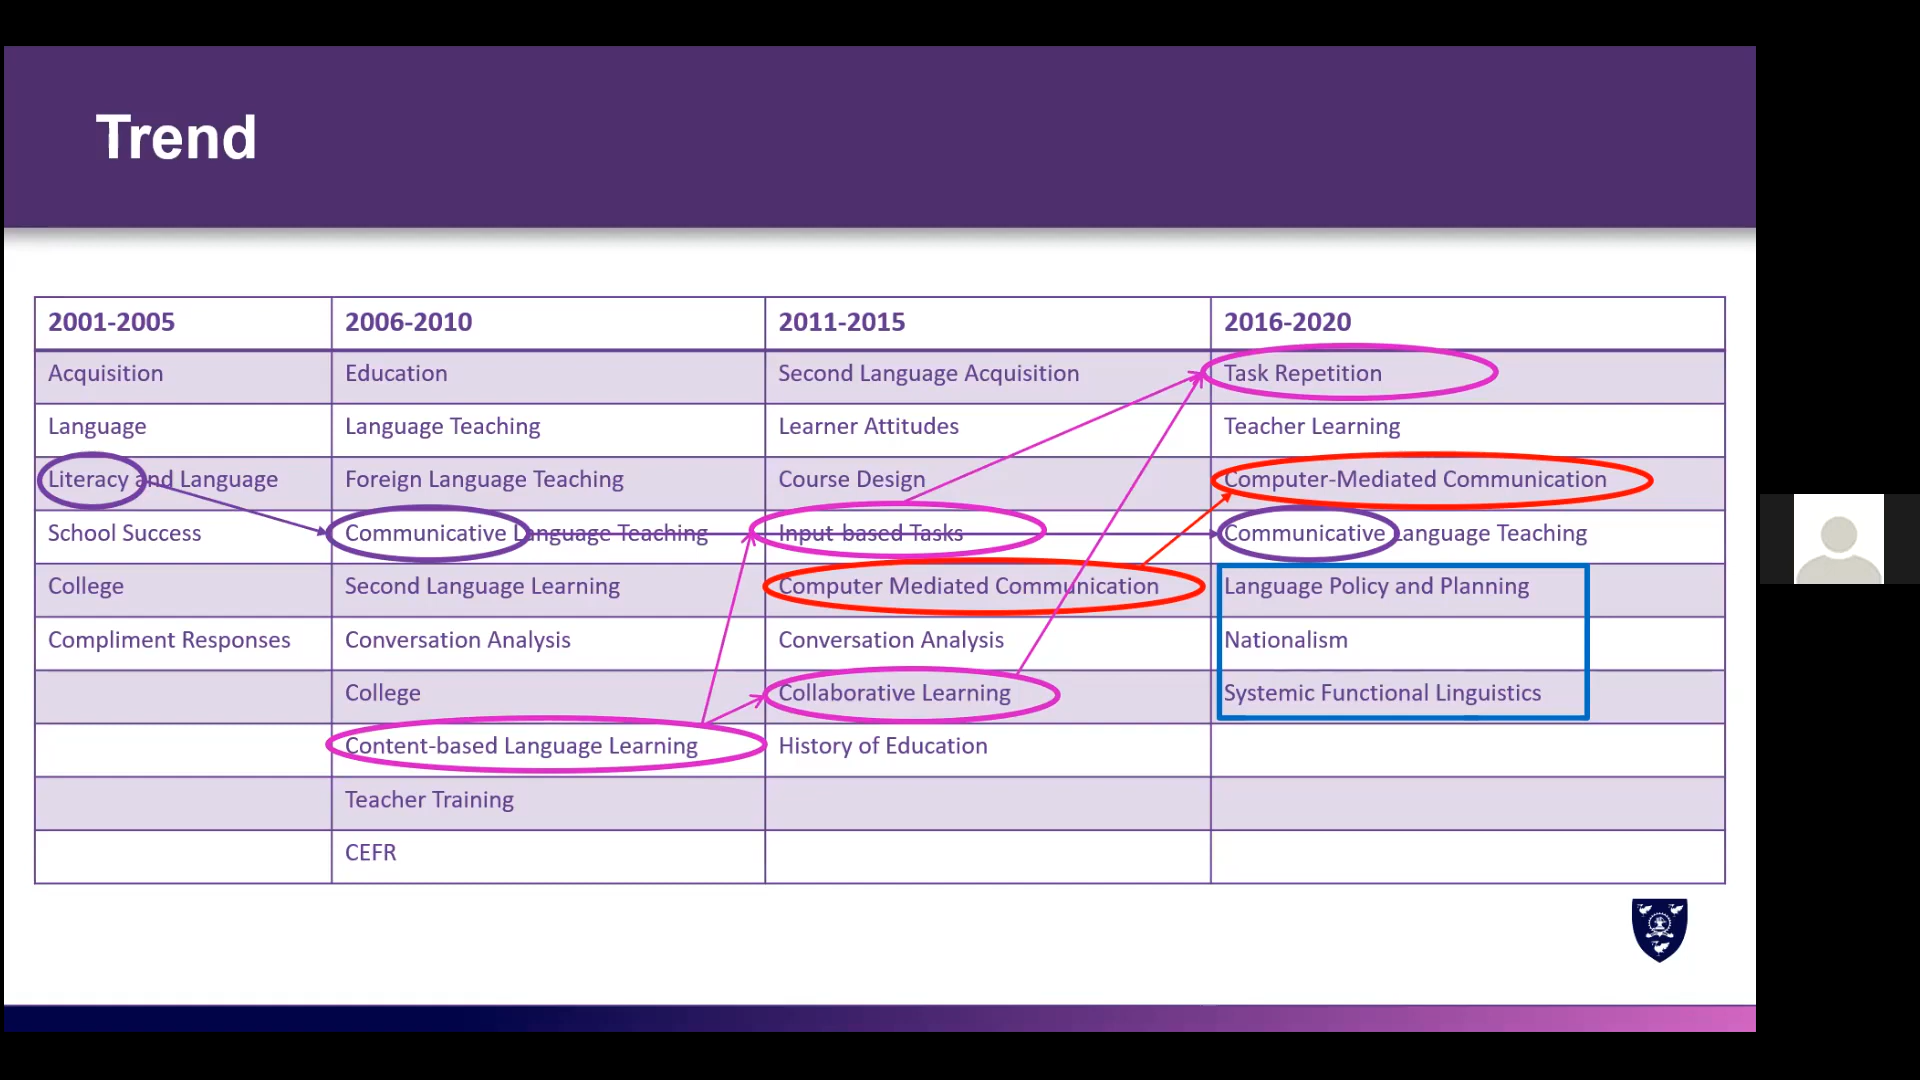 Trend
2001-2005 2006-2010 2011-2015 2016-2020
Acquisition Education Second Language Acquisition Task Repetition
Language Language Teaching Learner Attitudes Teacher Learning
Literacy and Language Foreign Language Teaching Course Design Computer-Mediated Communication
School Success Communicative Language Teaching Input-based Tasks Communicative Language Teaching
College Second Language Learning Computer Mediated Communication Language Policy and Planning
Compliment Responses Conversation Analysis Conversation Analysis Nationalism
College Collaborative Learning Systemic Functional Linguistics
Content-based Language Learning History of Education
Teacher Training
CEFR